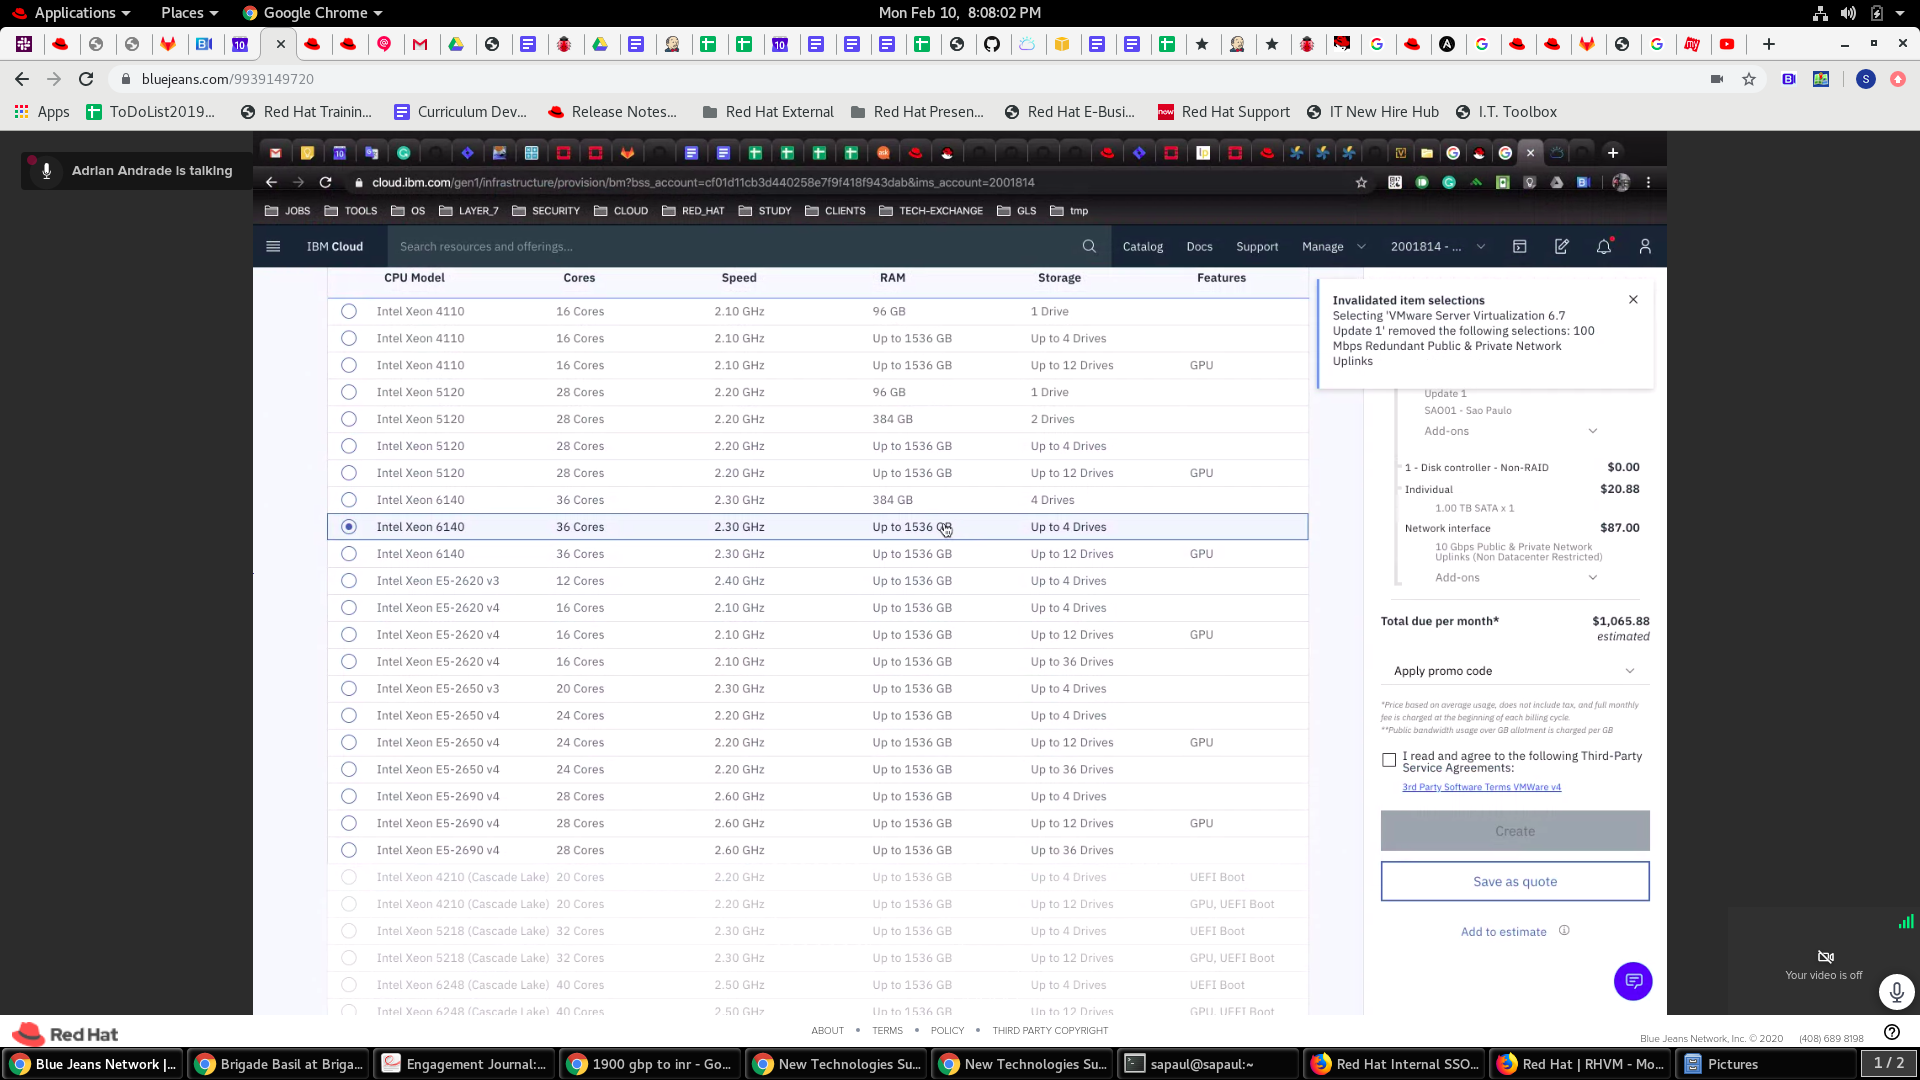 Applications
Places
Google Chrome
Mon Feb 10, 8:08:02 PM
bluejeans.com/9939149720
Apps
ToDoList2019...
Red Hat Trainin...
Curriculum Dev...
Release Notes...
Red Hat External
Red Hat Presen...
Red Hat E-Busi...
Red Hat Support
IT New Hire Hub
I.T. Toolbox
Adrian Andrade is talking
cloud.ibm.com/gen1/infrastructure/provision/bm?bss_account=cf01d11cb3d440258e7f9f418f943dab&ims_account=2001814
JOBS
TOOLS
OS
LAYER_7
SECURITY
CLOUD
RED_HAT
STUDY
CLIENTS
TECH-EXCHANGE
GLS
tmp
IBM Cloud
Search resources and offerings...
Catalog
Docs
Support
Manage
2001814 - ...
CPU Model Cores Speed RAM Storage Features
Intel Xeon 4110 16 Cores 2.10 GHz 96 GB 1 Drive
Intel Xeon 4110 16 Cores 2.10 GHz Up to 1536 GB Up to 4 Drives
Intel Xeon 4110 16 Cores 2.10 GHz Up to 1536 GB Up to 12 Drives GPU
Intel Xeon 5120 28 Cores 2.20 GHz 96 GB 1 Drive
Intel Xeon 5120 28 Cores 2.20 GHz 384 GB 2 Drives
Intel Xeon 5120 28 Cores 2.20 GHz Up to 1536 GB Up to 4 Drives
Intel Xeon 5120 28 Cores 2.20 GHz Up to 1536 GB Up to 12 Drives GPU
Intel Xeon 6140 36 Cores 2.30 GHz 384 GB 4 Drives
Intel Xeon 6140 36 Cores 2.30 GHz Up to 1536 GB Up to 4 Drives
Intel Xeon 6140 36 Cores 2.30 GHz Up to 1536 GB Up to 12 Drives GPU
Intel Xeon E5-2620 v3 12 Cores 2.40 GHz Up to 1536 GB Up to 4 Drives
Intel Xeon E5-2620 v4 16 Cores 2.10 GHz Up to 1536 GB Up to 4 Drives
Intel Xeon E5-2620 v4 16 Cores 2.10 GHz Up to 1536 GB Up to 12 Drives GPU
Intel Xeon E5-2620 v4 16 Cores 2.10 GHz Up to 1536 GB Up to 36 Drives
Intel Xeon E5-2650 v3 20 Cores 2.30 GHz Up to 1536 GB Up to 4 Drives
Intel Xeon E5-2650 v4 24 Cores 2.20 GHz Up to 1536 GB Up to 4 Drives
Intel Xeon E5-2650 v4 24 Cores 2.20 GHz Up to 1536 GB Up to 12 Drives GPU
Intel Xeon E5-2650 v4 24 Cores 2.20 GHz Up to 1536 GB Up to 36 Drives
Intel Xeon E5-2690 v4 28 Cores 2.60 GHz Up to 1536 GB Up to 4 Drives
Intel Xeon E5-2690 v4 28 Cores 2.60 GHz Up to 1536 GB Up to 12 Drives GPU
Intel Xeon E5-2690 v4 28 Cores 2.60 GHz Up to 1536 GB Up to 36 Drives
Intel Xeon 4210 (Cascade Lake) 20 Cores 2.20 GHz Up to 1536 GB Up to 4 Drives UEFI Boot
Intel Xeon 4210 (Cascade Lake) 20 Cores 2.20 GHz Up to 1536 GB Up to 12 Drives GPU, UEFI Boot
Intel Xeon 5218 (Cascade Lake) 32 Cores 2.30 GHz Up to 1536 GB Up to 4 Drives UEFI Boot
Intel Xeon 5218 (Cascade Lake) 32 Cores 2.30 GHz Up to 1536 GB Up to 12 Drives GPU, UEFI Boot
Intel Xeon 6248 (Cascade Lake) 40 Cores 2.50 GHz Up to 1536 GB Up to 4 Drives UEFI Boot
Intel Xeon 6248 (Cascade Lake) 40 Cores 2.50 GHz Up to 1536 GB Up to 12 Drives GPU, UEFI Boot
Invalidated item selections
Selecting 'VMware Server Virtualization 6.7
Update 1' removed the following selections: 100
Mbps Redundant Public & Private Network
Uplinks
Update 1
SAO01 - Sao Paulo
Add-ons
1 - Disk controller - Non-RAID $0.00
Individual $20.88
1.00 TB SATA x 1
Network interface $87.00
10 Gbps Public & Private Network
Uplinks (Non Datacenter Restricted)
Add-ons
Total due per month* $1,065.88
estimated
Apply promo code
*Price based on average usage, does not include tax, and full monthly
fee is charged at the beginning of each billing cycle.
**Public bandwidth usage over GB allotment is charged per GB
I read and agree to the following Third-Party
Service Agreements:
3rd Party Software Terms VMWare v4
Create
Save as quote
Add to estimate
Your video is off
Red Hat
ABOUT • TERMS • POLICY • THIRD PARTY COPYRIGHT
Blue Jeans Network, Inc. © 2020 (408) 689 8198
Blue Jeans Network |...
Brigade Basil at Briga...
Engagement Journal:...
1900 gbp to inr - Go...
New Technologies Su...
New Technologies Su...
sapaul@sapaul:~
Red Hat Internal SSO...
Red Hat | RHVM - Mo...
Pictures
1 / 2